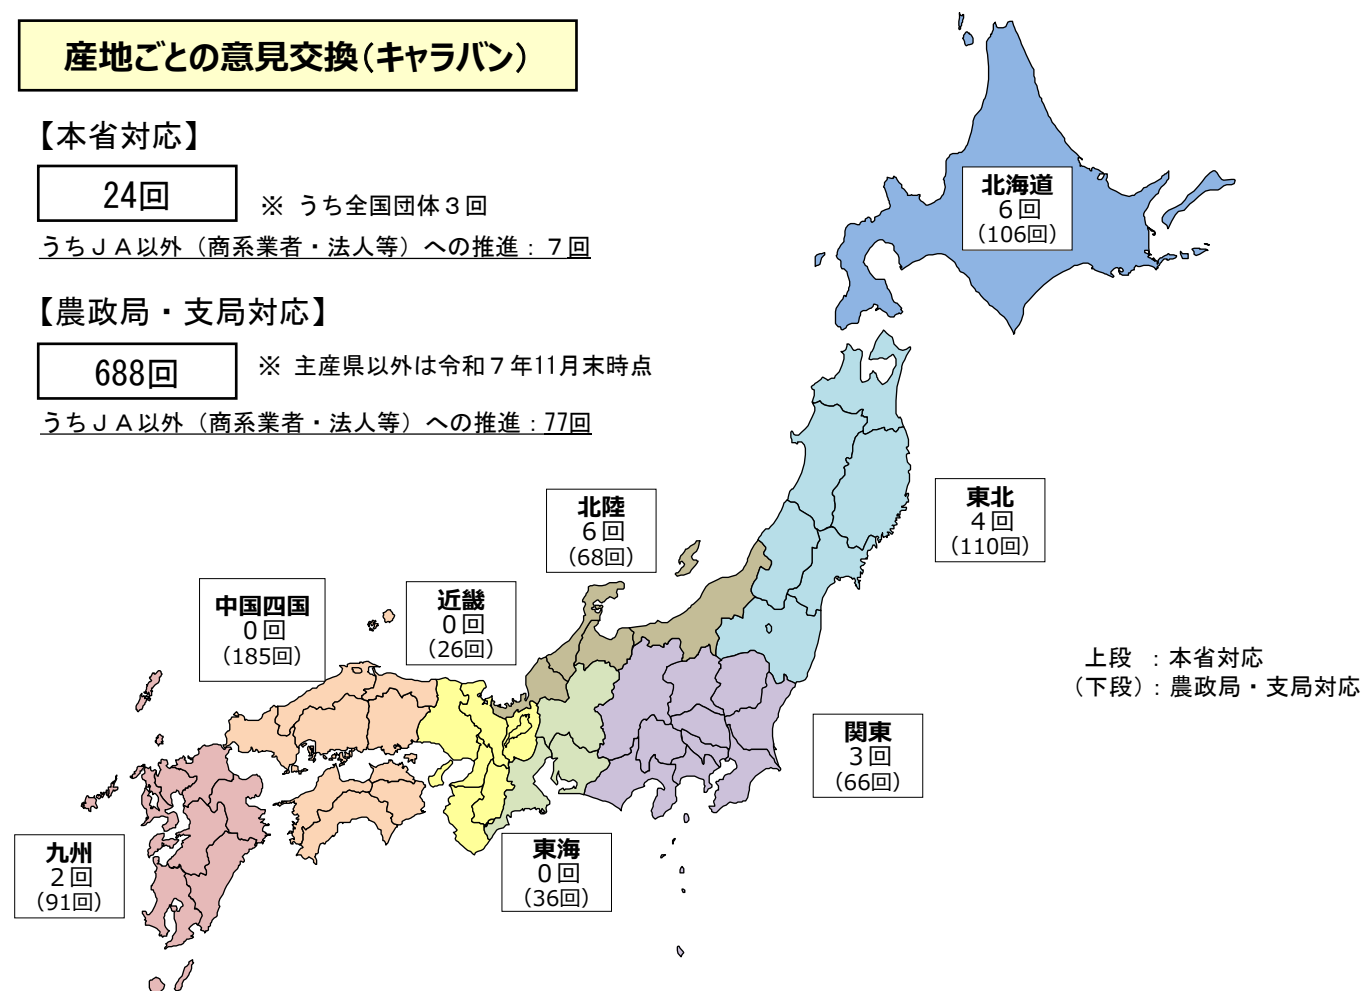 産地ごとの意見交換（キャラバン）
【本省対応】
24回
※ うち全国団体３回
うちＪＡ以外（商系業者・法人等）への推進：７回
【農政局・支局対応】
688回
※ 主産県以外は令和７年11月末時点
うちＪＡ以外（商系業者・法人等）への推進：77回
北海道
６回
（106回）
東北
４回
（110回）
北陸
６回
（68回）
中国四国
０回
（185回）
近畿
０回
（26回）
上段　：本省対応
（下段）：農政局・支局対応
関東
３回
（66回）
九州
２回
（91回）
東海
０回
（36回）